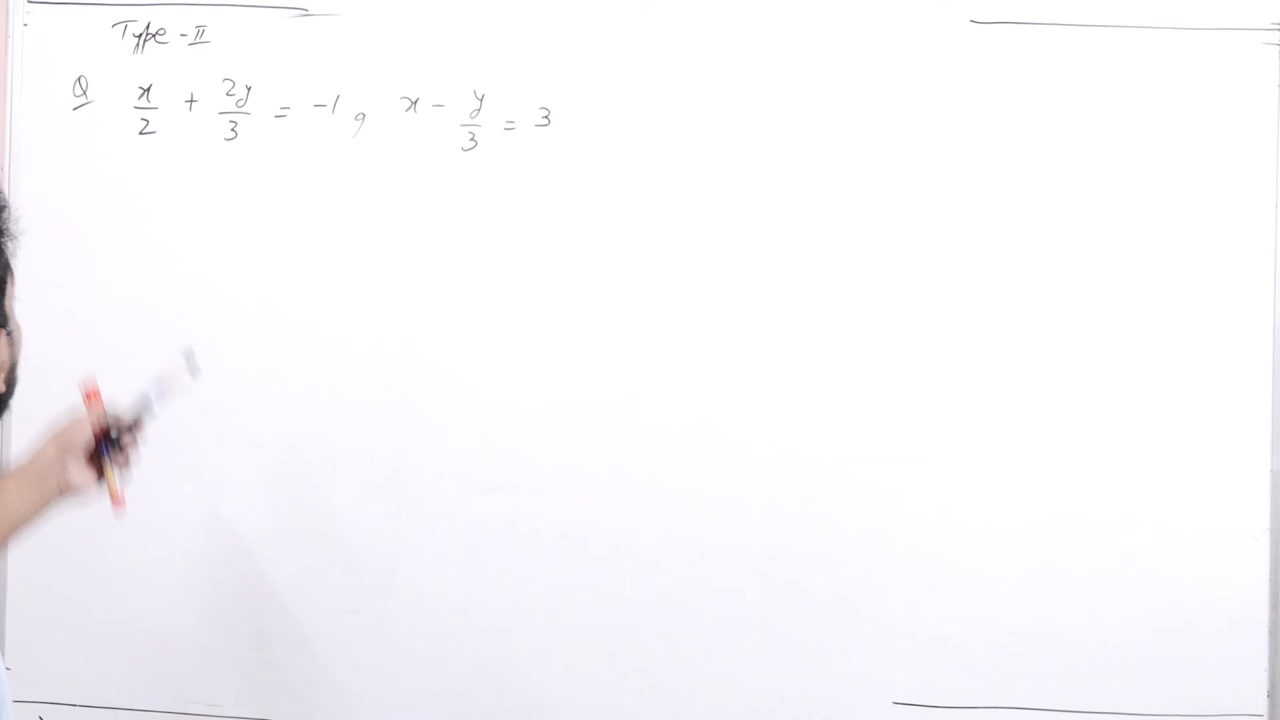 Type - II
Q x/2 + 2y/3 = -1, x - y/3 = 3